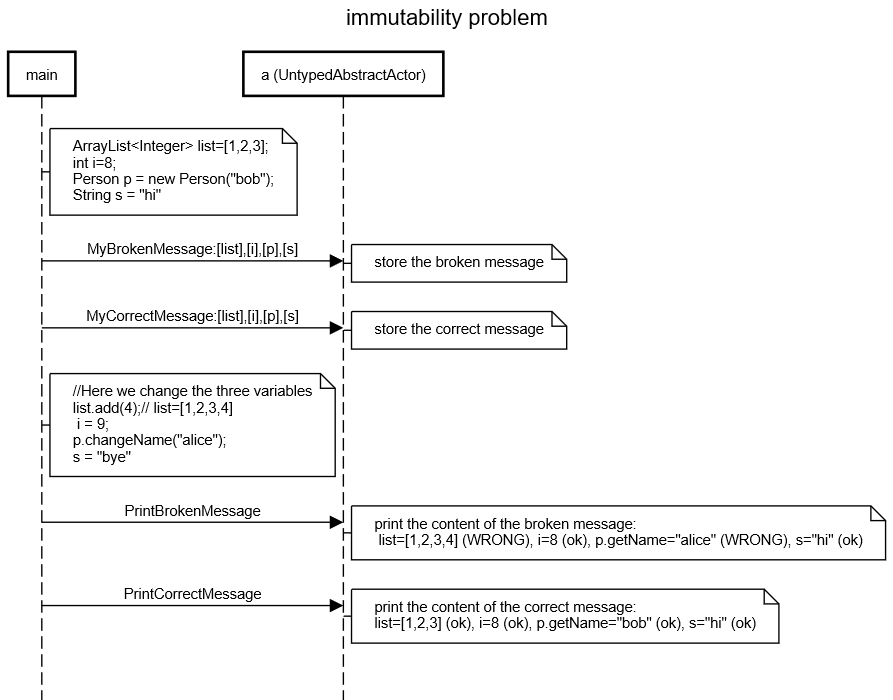 immutability problem
main
a (UntypedAbstractActor)
ArrayList<Integer> list=[1,2,3];
int i=8;
Person p = new Person("bob");
String s = "hi"
MyBrokenMessage:[list],[i],[p],[s]
store the broken message
MyCorrectMessage:[list],[i],[p],[s]
store the correct message
//Here we change the three variables
list.add(4);// list=[1,2,3,4]
i = 9;
p.changeName("alice");
s = "bye"
PrintBrokenMessage
print the content of the broken message:
list=[1,2,3,4] (WRONG), i=8 (ok), p.getName="alice" (WRONG), s="hi" (ok)
PrintCorrectMessage
print the content of the correct message:
list=[1,2,3] (ok), i=8 (ok), p.getName="bob" (ok), s="hi" (ok)